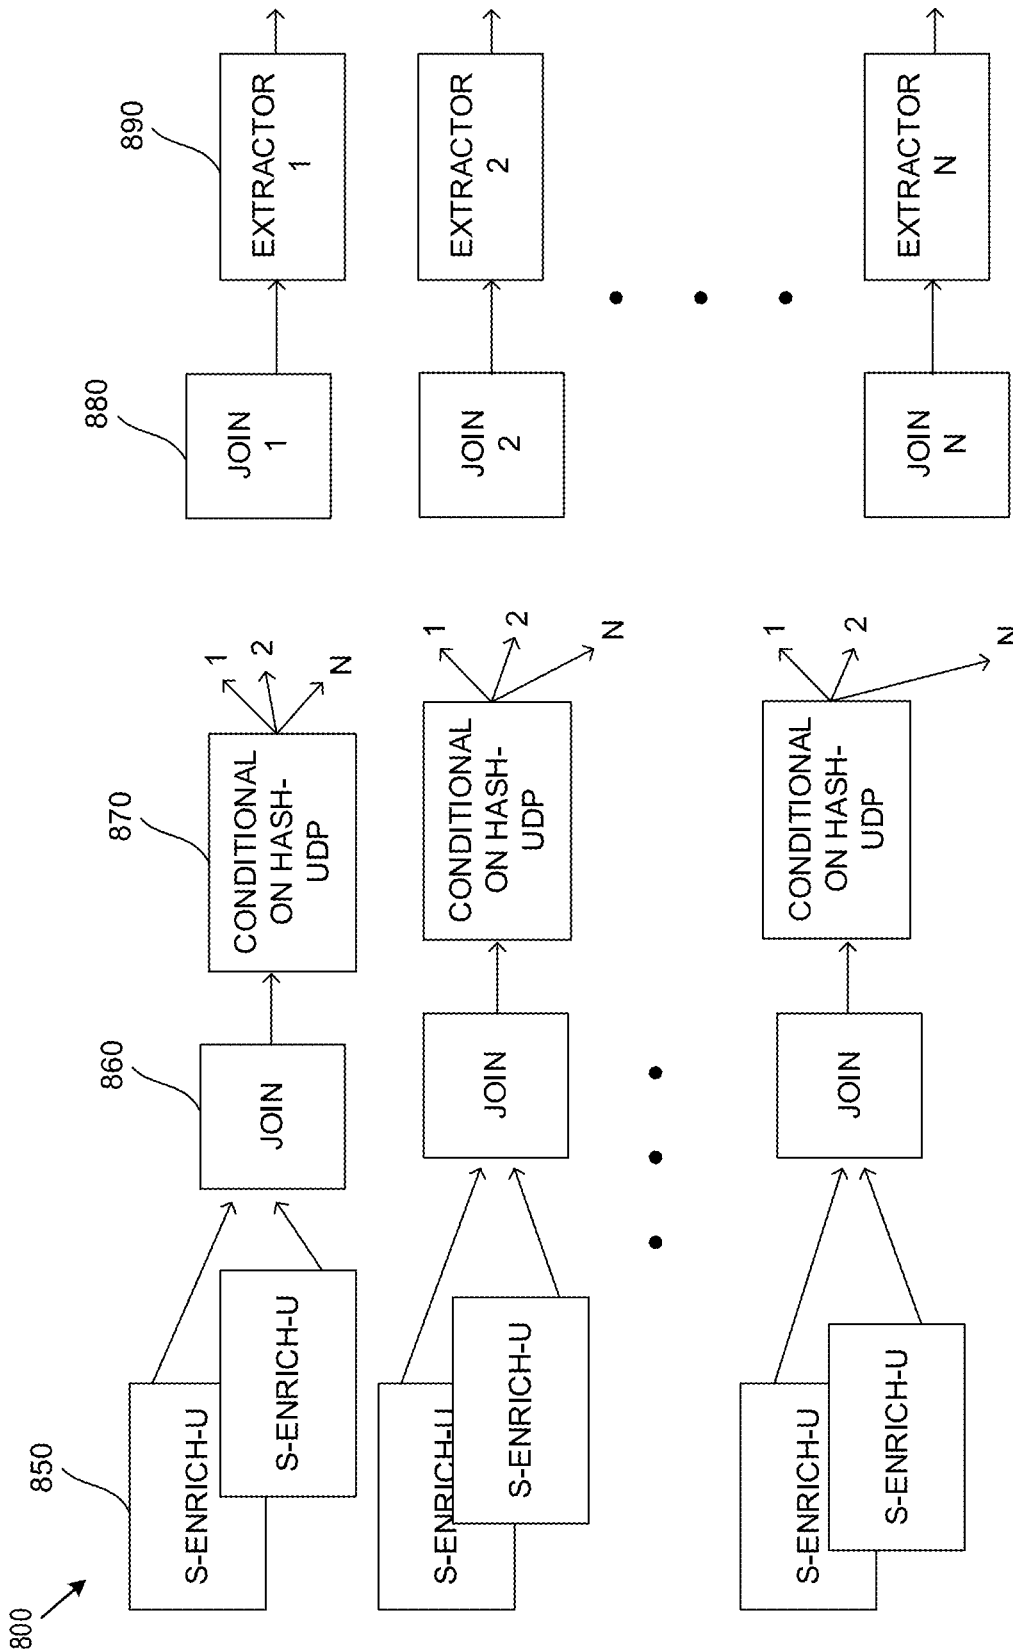 800
850
S-ENRICH-U
S-ENRICH-U
860
JOIN
870
CONDITIONAL
ON HASH-
UDP
1
2
N
880
JOIN
1
890
EXTRACTOR
1
S-ENRICH-U
S-ENRICH-U
JOIN
CONDITIONAL
ON HASH-
UDP
1
2
N
JOIN
2
EXTRACTOR
2
S-ENRICH-U
S-ENRICH-U
JOIN
CONDITIONAL
ON HASH-
UDP
1
2
N
JOIN
N
EXTRACTOR
N